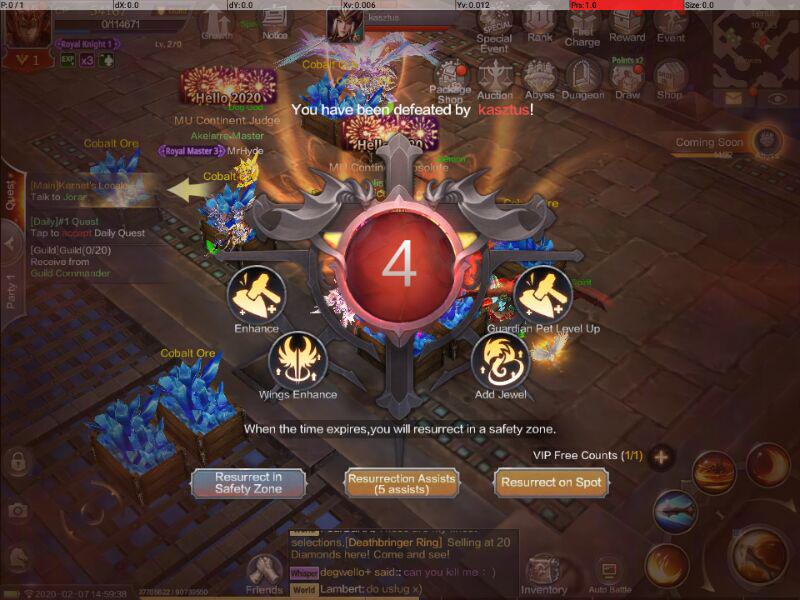 P: 0 / 1
dX: 0.0
dY: 0.0
Xv: 0.006
Yv: 0.012
Prs: 1.0
Size: 0.0
0/114671
Royal Knight 1
Lv. 2/70
1
EXP x3
Growth
Notice
kasztus
Special Event
Rank
First Charge
Reward
Event
Package Shop
Auction
Abyss
Dungeon
Points x2
Draw
Shop
Coming Soon
Cobalt Ore
Hello 2020
MU Continent Judge
Akelarre-Master
Royal Master 3 MrHyde
You have been defeated by kasztus!
Cobalt Ore
Cobalt Ore
Quest
Party 1
Talk to
[Daily]#1 Quest
Tap to accept Daily Quest
[Guild]Guild(0/20)
Receive from
Guild Commander
4
Enhance
Guardian Pet Level Up
Wings Enhance
Add Jewel
Cobalt Ore
When the time expires,you will resurrect in a safety zone.
VIP Free Counts (1/1)
Resurrect in
Safety Zone
Resurrection Assists
(5 assists)
Resurrect on Spot
selections.[Deathbringer Ring] Selling at 20
Diamonds here! Come and see!
Whisper degwello+ said:: can you kill me : )
World Lambert: do uslug x)
Friends
Inventory
Auto Battle
2020-02-07 14:59:38